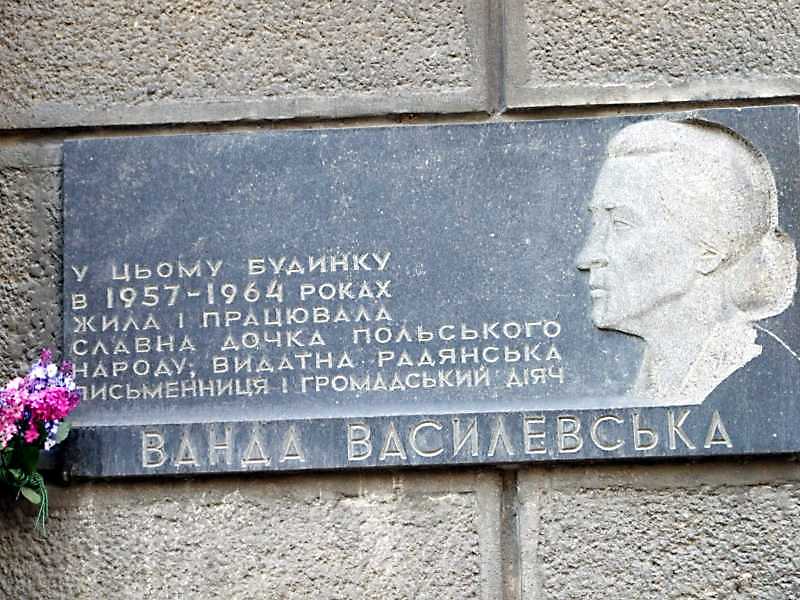 У ЦЬОМУ БУДИНКУ
В 1957-1964 РОКАХ
ЖИЛА І ПРАЦЮВАЛА
СЛАВНА ДОЧКА ПОЛЬСЬКОГО
НАРОДУ, ВИДАТНА РАДЯНСЬКА
ПИСЬМЕННИЦЯ І ГРОМАДСЬКИЙ ДІЯЧ
ВАНДА ВАСИЛЕВСЬКА